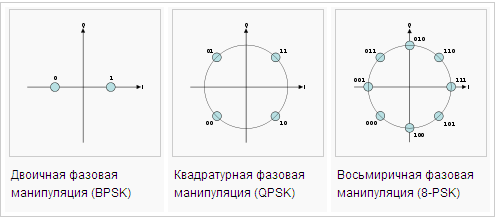 Q
0 1 I
Q
01 11
I
00 10
Q
010
011 110
001 111
I
000 101
100
Двоичная фазовая
манипуляция (BPSK)
Квадратурная фазовая
манипуляция (QPSK)
Восьмиричная фазовая
манипуляция (8-PSK)